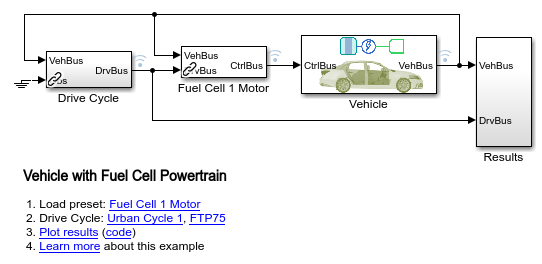 VehBus
DrvBus
Drive Cycle
VehBus
CtrlBus
Fuel Cell 1 Motor
CtrlBus
VehBus
Vehicle
VehBus
DrvBus
Results
Vehicle with Fuel Cell Powertrain
1. Load preset: Fuel Cell 1 Motor
2. Drive Cycle: Urban Cycle 1, FTP75
3. Plot results (code)
4. Learn more about this example